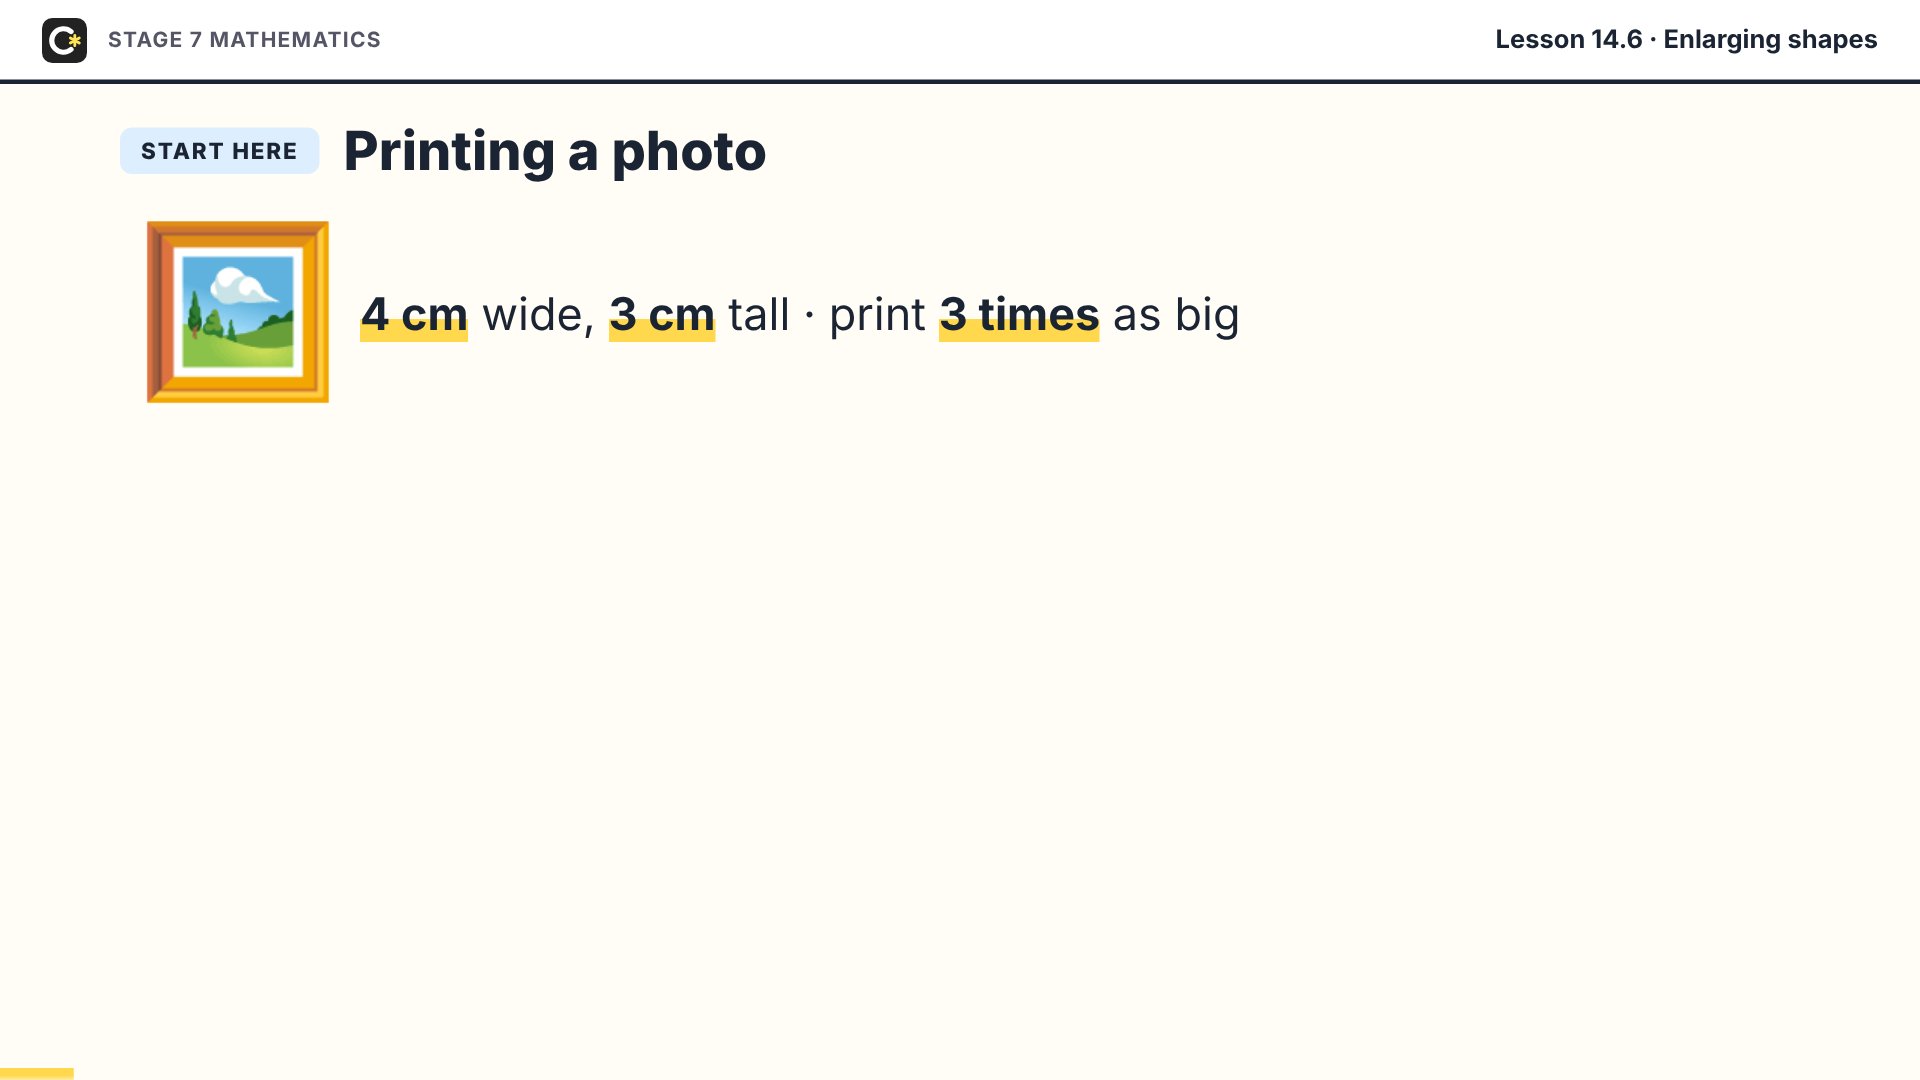 STAGE 7 MATHEMATICS
Lesson 14.6 · Enlarging shapes
START HERE
Printing a photo
4 cm wide, 3 cm tall · print 3 times as big